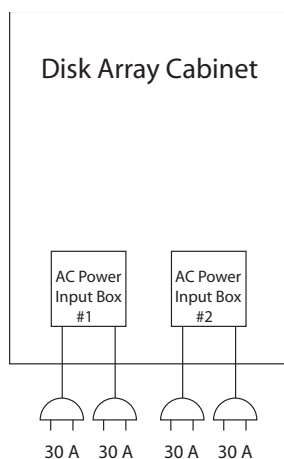 Disk Array Cabinet
AC Power
Input Box
#1
AC Power
Input Box
#2
30 A 30 A 30 A 30 A